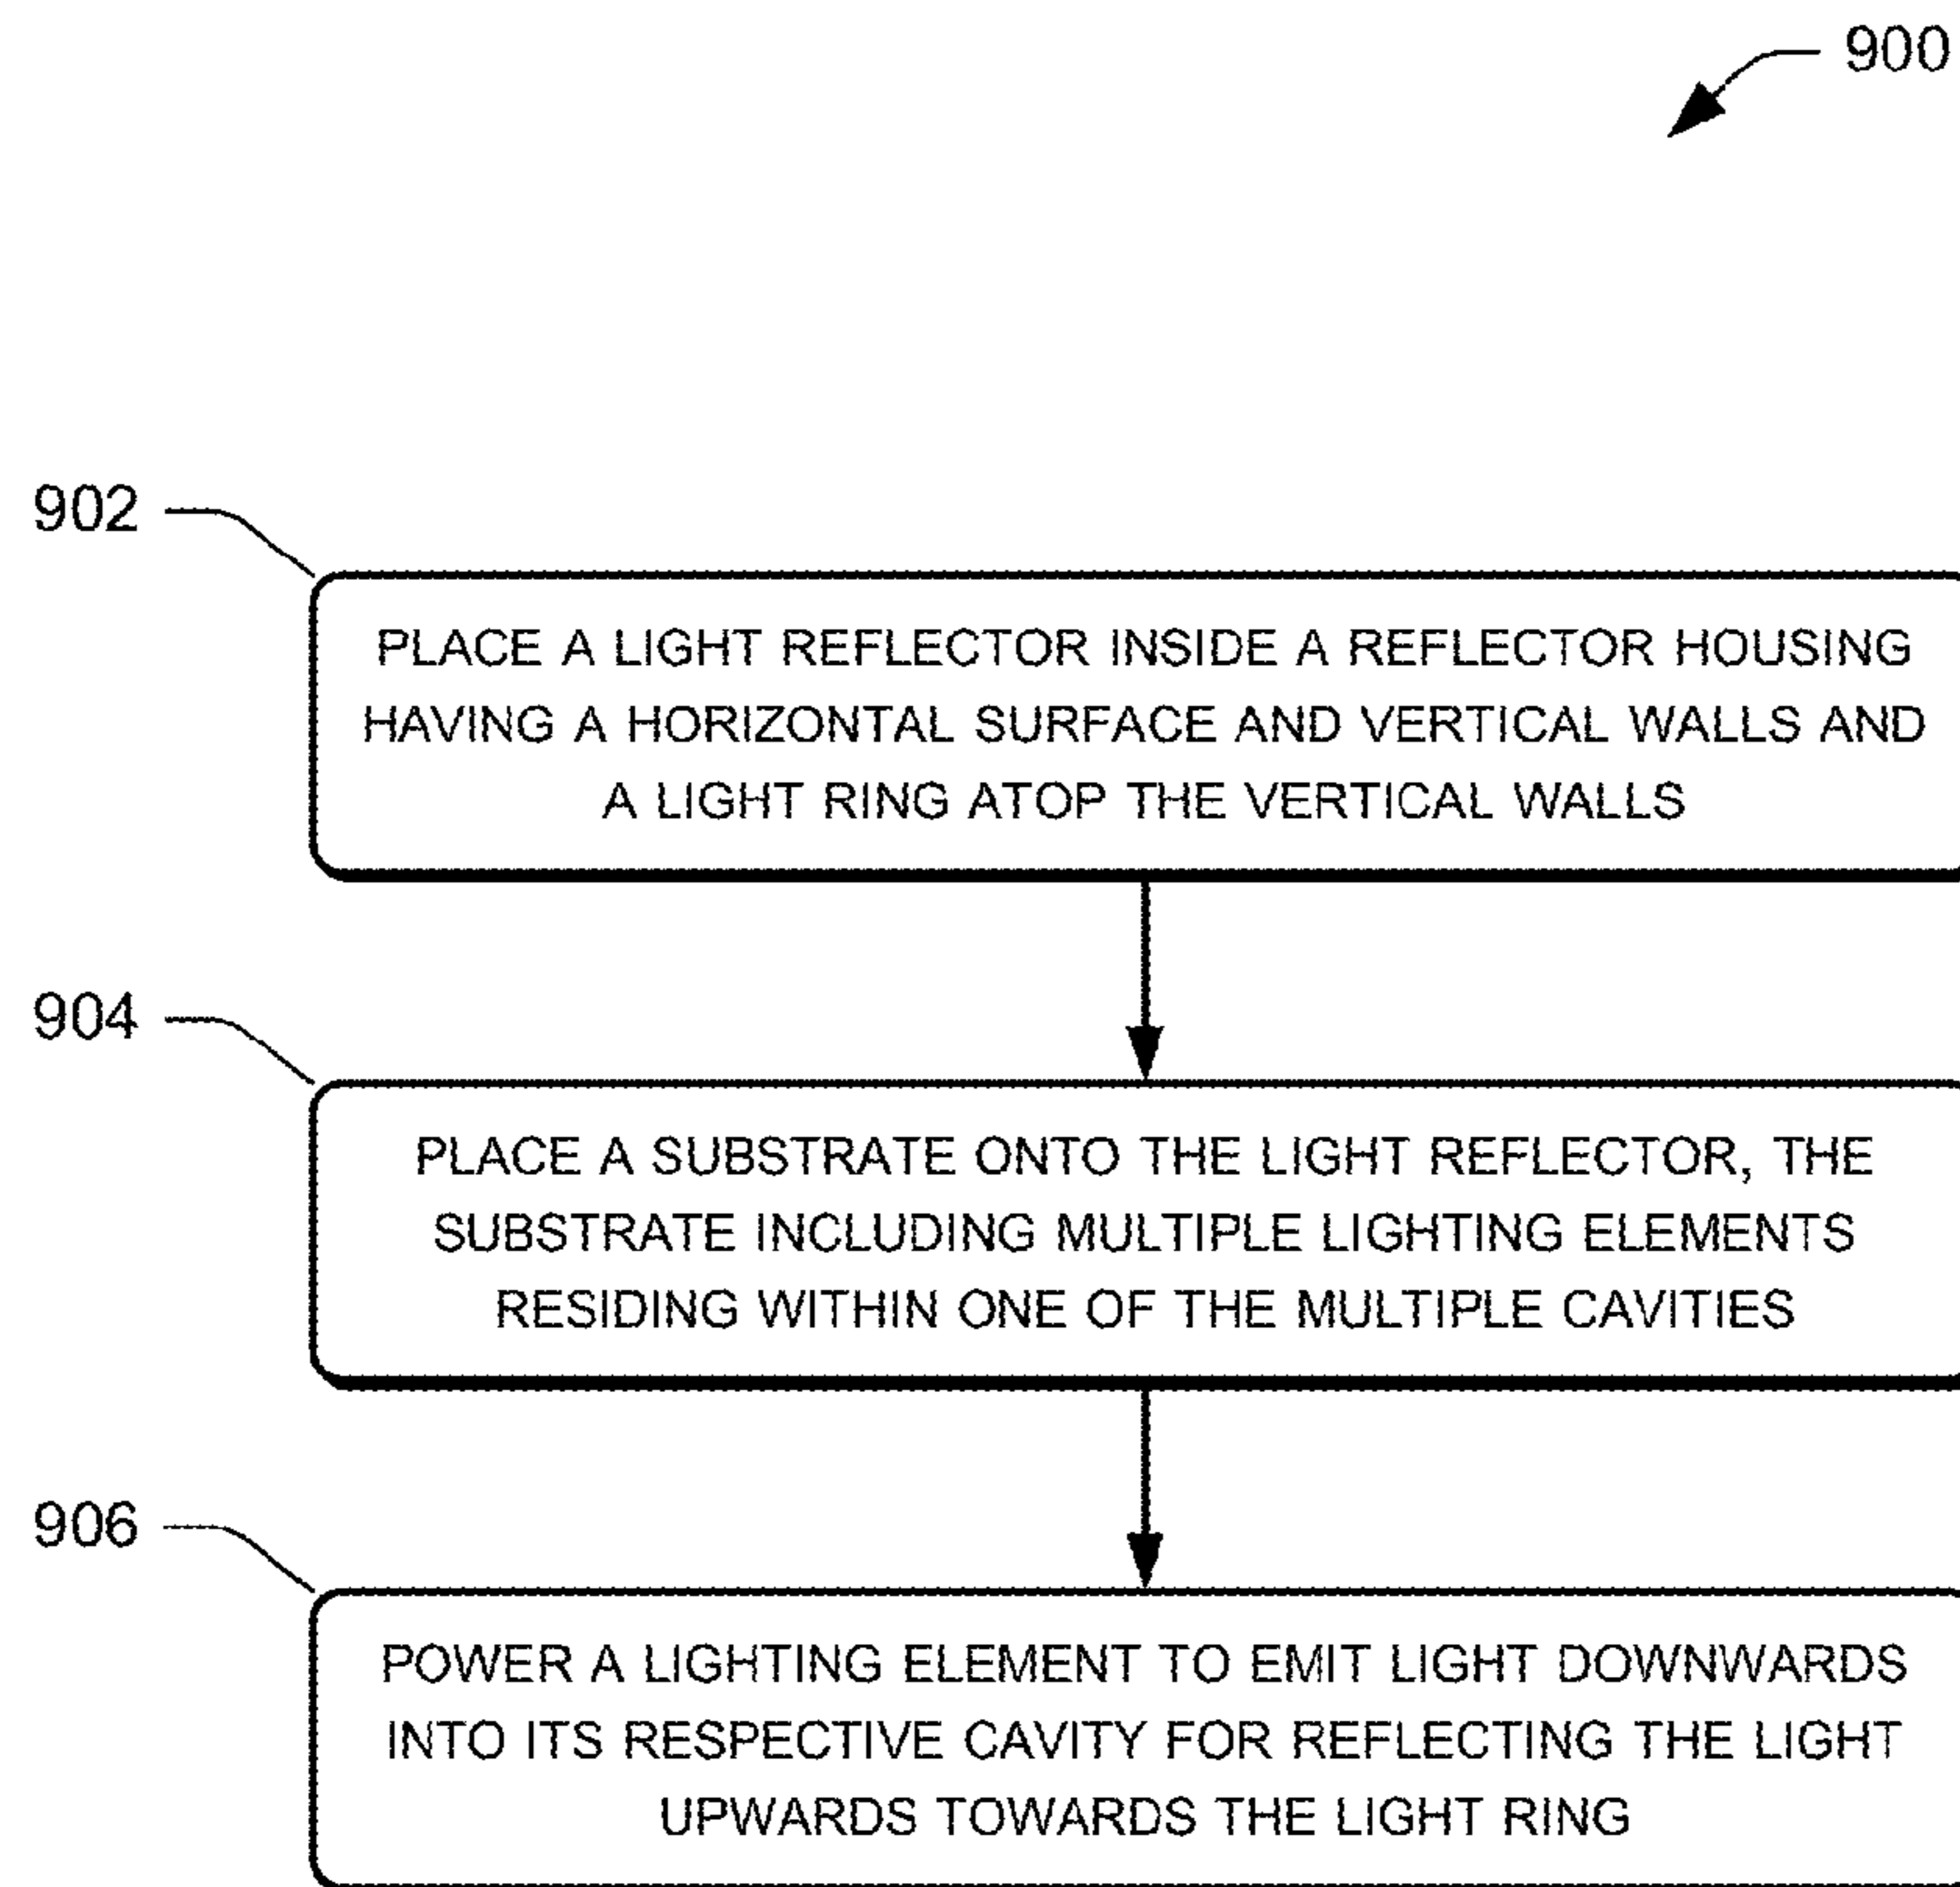 900
902
PLACE A LIGHT REFLECTOR INSIDE A REFLECTOR HOUSING
HAVING A HORIZONTAL SURFACE AND VERTICAL WALLS AND
A LIGHT RING ATOP THE VERTICAL WALLS
904
PLACE A SUBSTRATE ONTO THE LIGHT REFLECTOR, THE
SUBSTRATE INCLUDING MULTIPLE LIGHTING ELEMENTS
RESIDING WITHIN ONE OF THE MULTIPLE CAVITIES
906
POWER A LIGHTING ELEMENT TO EMIT LIGHT DOWNWARDS
INTO ITS RESPECTIVE CAVITY FOR REFLECTING THE LIGHT
UPWARDS TOWARDS THE LIGHT RING